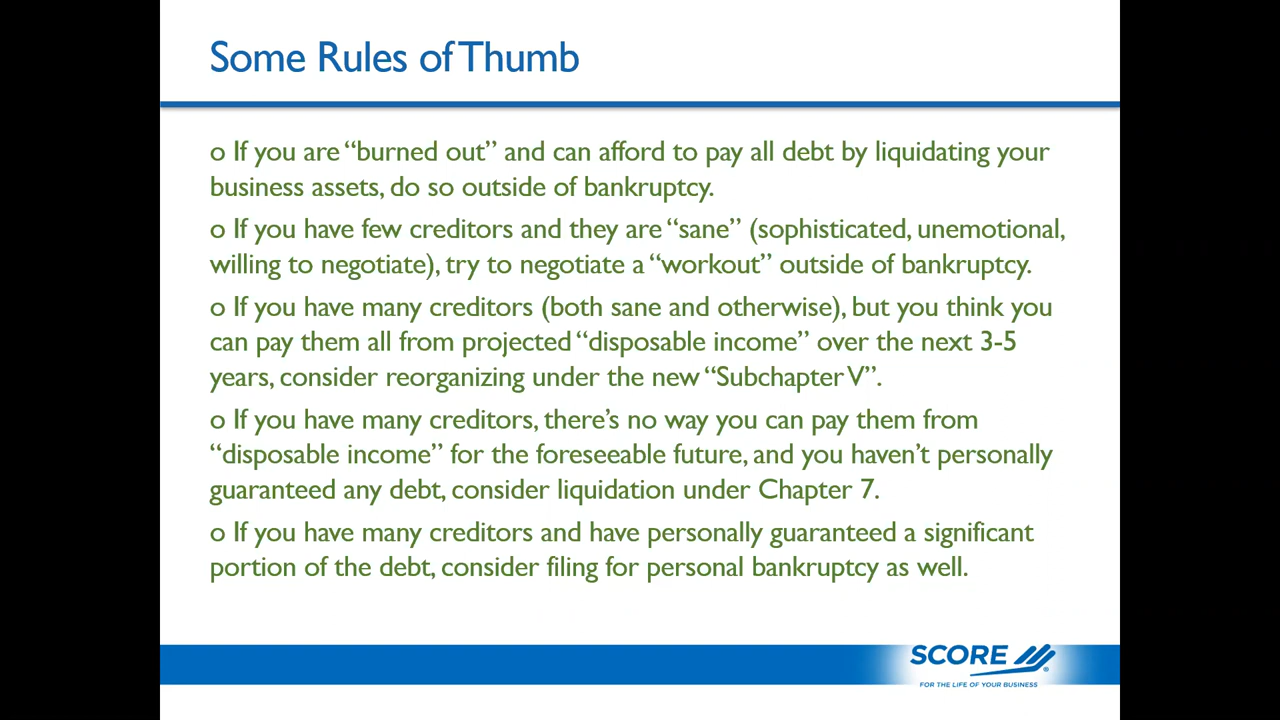 Some Rules of Thumb
o If you are “burned out” and can afford to pay all debt by liquidating your
business assets, do so outside of bankruptcy.
o If you have few creditors and they are “sane” (sophisticated, unemotional,
willing to negotiate), try to negotiate a “workout” outside of bankruptcy.
o If you have many creditors (both sane and otherwise), but you think you
can pay them all from projected “disposable income” over the next 3-5
years, consider reorganizing under the new “Subchapter V”.
o If you have many creditors, there’s no way you can pay them from
“disposable income” for the foreseeable future, and you haven’t personally
guaranteed any debt, consider liquidation under Chapter 7.
o If you have many creditors and have personally guaranteed a significant
portion of the debt, consider filing for personal bankruptcy as well.
SCORE ®
FOR THE LIFE OF YOUR BUSINESS